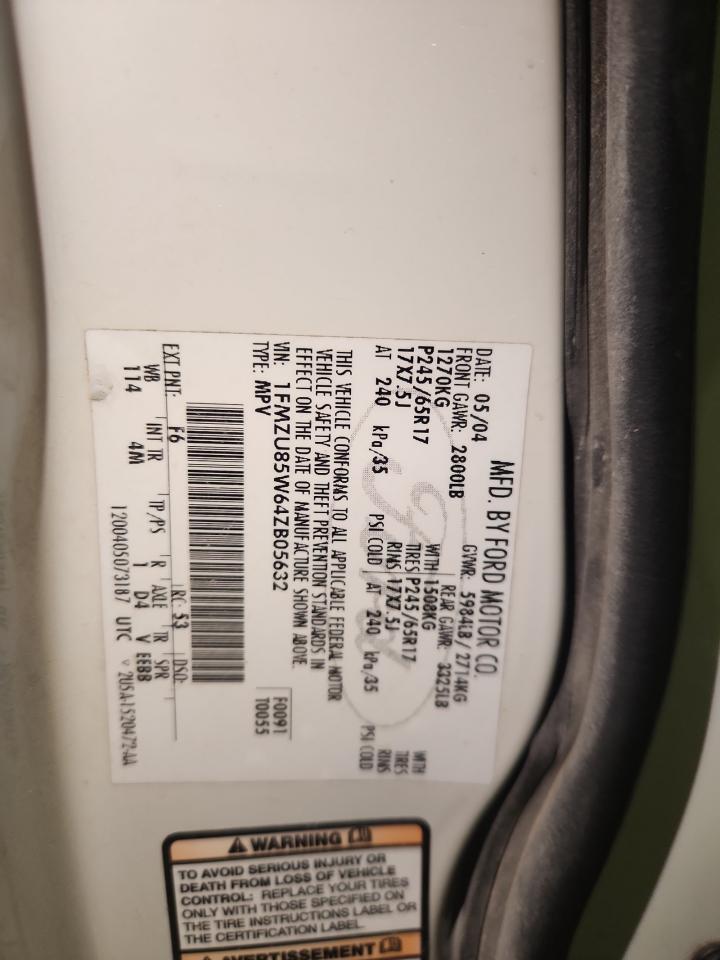 MFD. BY FORD MOTOR CO.
DATE: 05/04 GVWR: 5984LB / 2714KG
FRONT GAWR: 2800LB REAR GAWR: 3325LB
1270KG WITH 1508KG WITH
P245/65R17 TIRES P245/65R17 TIRES
17X7.5J RIMS 17X7.5J RIMS
AT 240 kPa/35 PSI COLD AT 240 kPa/35 PSI COLD
THIS VEHICLE CONFORMS TO ALL APPLICABLE FEDERAL MOTOR
VEHICLE SAFETY AND THEFT PREVENTION STANDARDS IN
EFFECT ON THE DATE OF MANUFACTURE SHOWN ABOVE.
VIN: 1FMZU85W64ZB05632 F0091
TYPE: MPV T0055
EXT PNT: F6 RC: 53 DSO:
WB INT TR TP/PS R AXLE TR SPR
114 4M 1 D4 V EEBB
1200405073187 UTC 2U5A-1520472-AA
WARNING
TO AVOID SERIOUS INJURY OR
DEATH FROM LOSS OF VEHICLE
CONTROL: REPLACE YOUR TIRES
ONLY WITH THOSE SPECIFIED ON
THE TIRE INSTRUCTIONS LABEL OR
THE CERTIFICATION LABEL.
AVERTISSEMENT